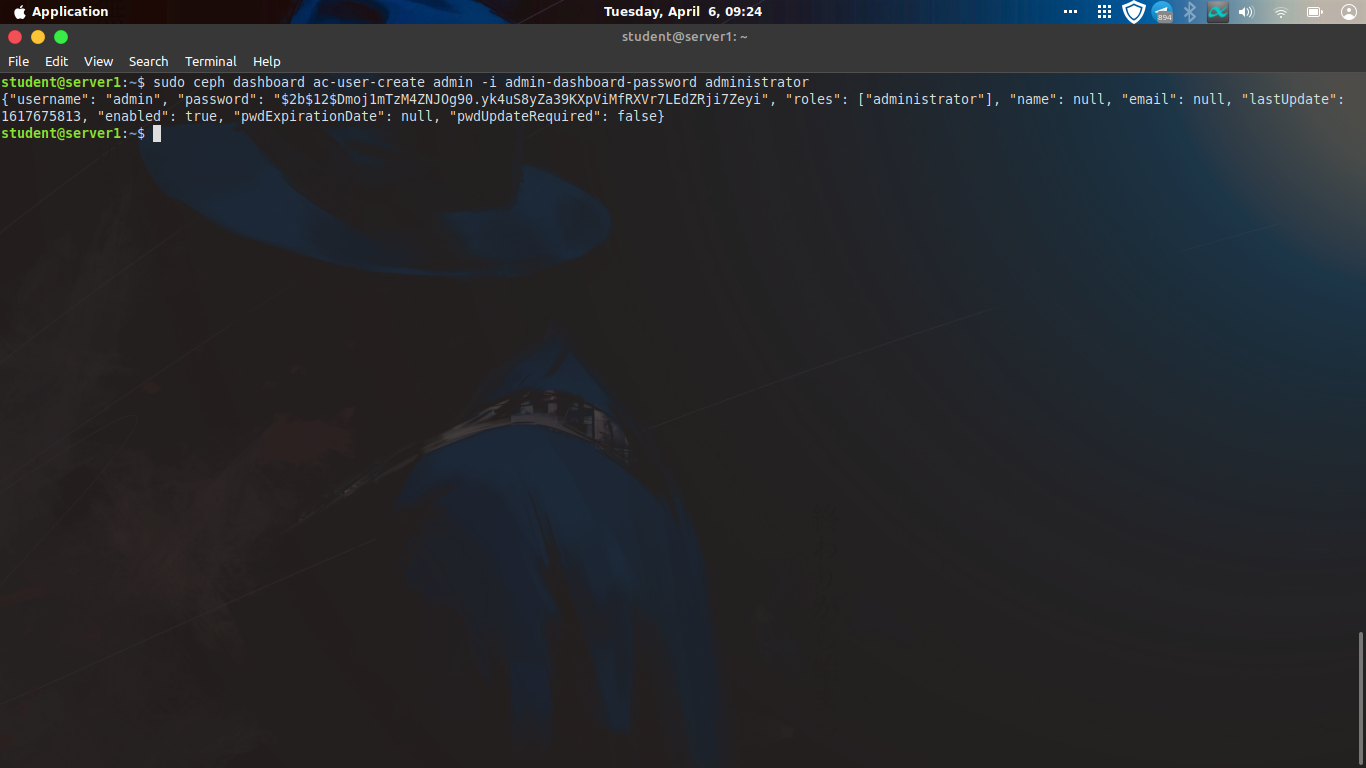 Application
Tuesday, April 6, 09:24
894
student@server1: ~
File Edit View Search Terminal Help
student@server1:~$ sudo ceph dashboard ac-user-create admin -i admin-dashboard-password administrator
{"username": "admin", "password": "$2b$12$Dmoj1mTzM4ZNJOg90.yk4uS8yZa39KXpViMfRXVr7LEdZRji7Zeyi", "roles": ["administrator"], "name": null, "email": null, "lastUpdate":
1617675813, "enabled": true, "pwdExpirationDate": null, "pwdUpdateRequired": false}
student@server1:~$